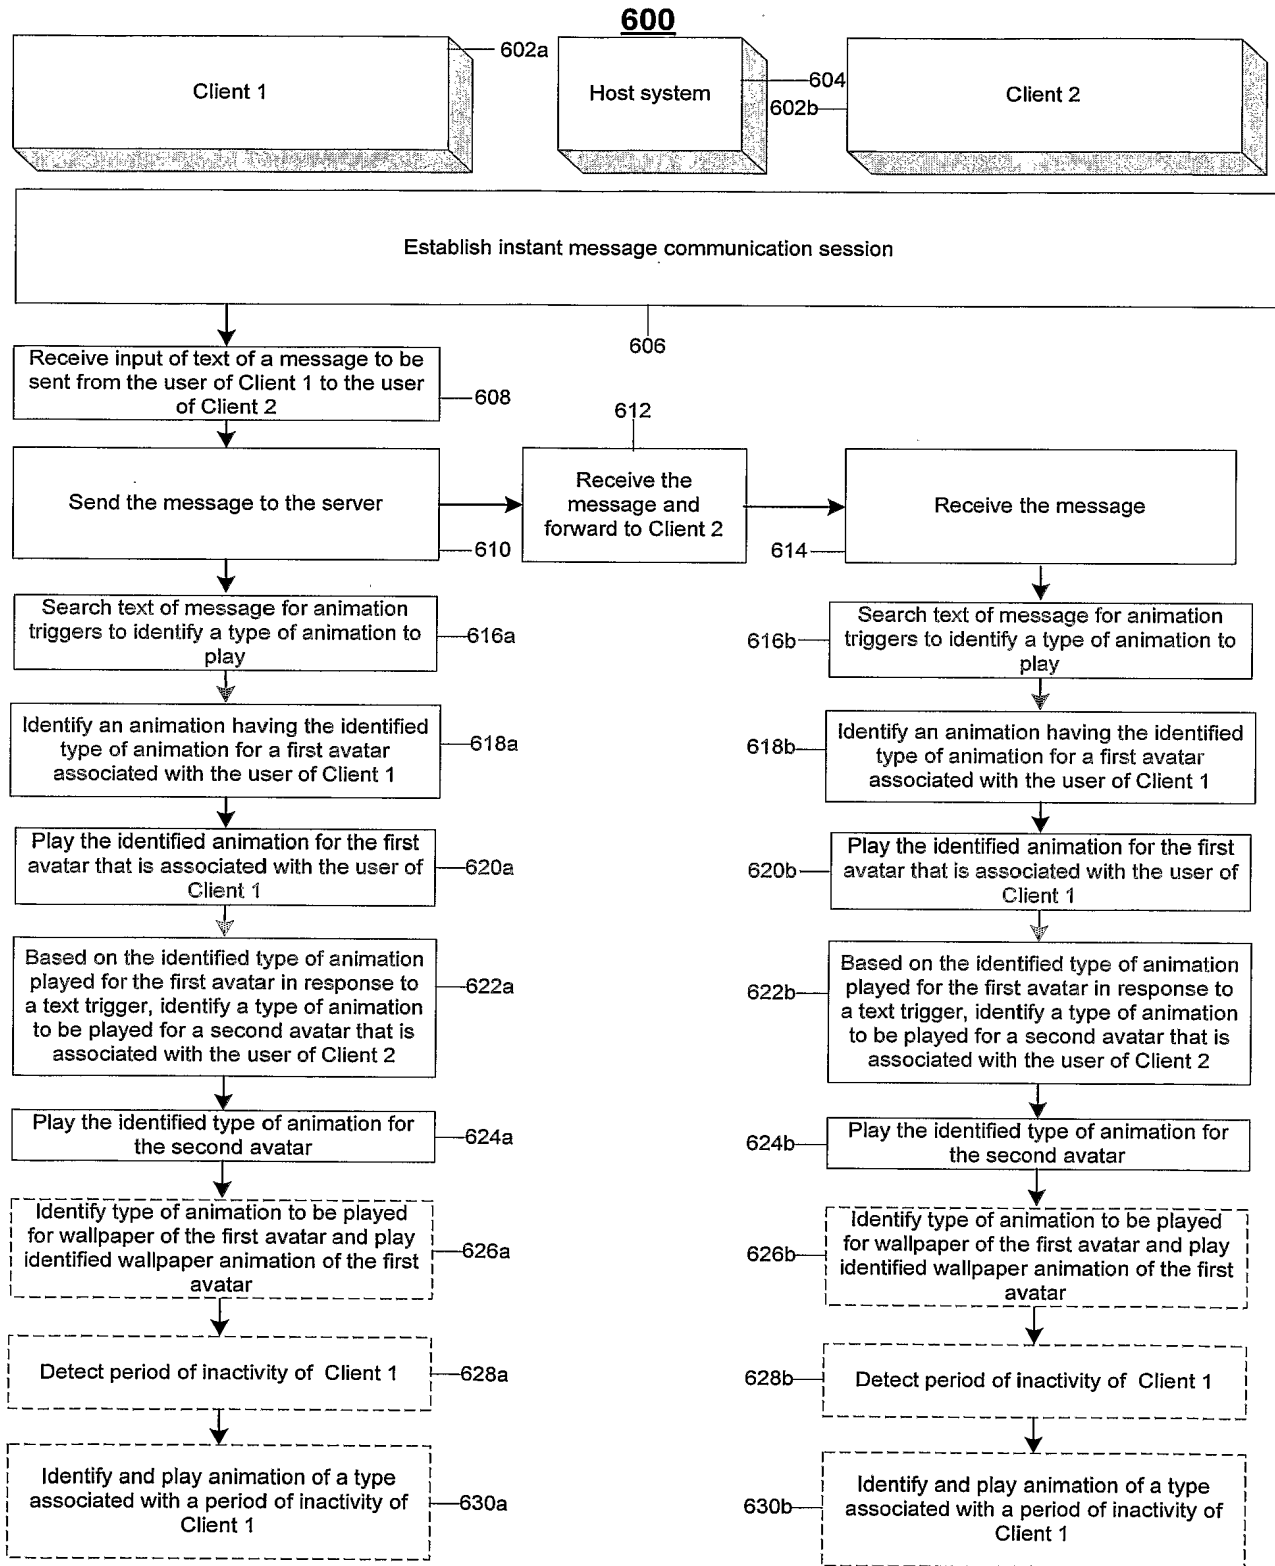 600
Client 1
602a
Host system
604
602b
Client 2
Establish instant message communication session
606
Receive input of text of a message to be
sent from the user of Client 1 to the user
of Client 2
608
612
Send the message to the server
610
Receive the
message and
forward to Client 2
Receive the message
614
Search text of message for animation
triggers to identify a type of animation to
play
616a
616b
Search text of message for animation
triggers to identify a type of animation to
play
Identify an animation having the identified
type of animation for a first avatar
associated with the user of Client 1
618a
618b
Identify an animation having the identified
type of animation for a first avatar
associated with the user of Client 1
Play the identified animation for the first
avatar that is associated with the user of
Client 1
620a
620b
Play the identified animation for the first
avatar that is associated with the user of
Client 1
Based on the identified type of animation
played for the first avatar in response to
a text trigger, identify a type of animation
to be played for a second avatar that is
associated with the user of Client 2
622a
622b
Based on the identified type of animation
played for the first avatar in response to
a text trigger, identify a type of animation
to be played for a second avatar that is
associated with the user of Client 2
Play the identified type of animation for
the second avatar
624a
624b
Play the identified type of animation for
the second avatar
Identify type of animation to be played
for wallpaper of the first avatar and play
identified wallpaper animation of the first
avatar
626a
626b
Identify type of animation to be played
for wallpaper of the first avatar and play
identified wallpaper animation of the first
avatar
Detect period of inactivity of Client 1
628a
628b
Detect period of inactivity of Client 1
Identify and play animation of a type
associated with a period of inactivity of
Client 1
630a
630b
Identify and play animation of a type
associated with a period of inactivity of
Client 1